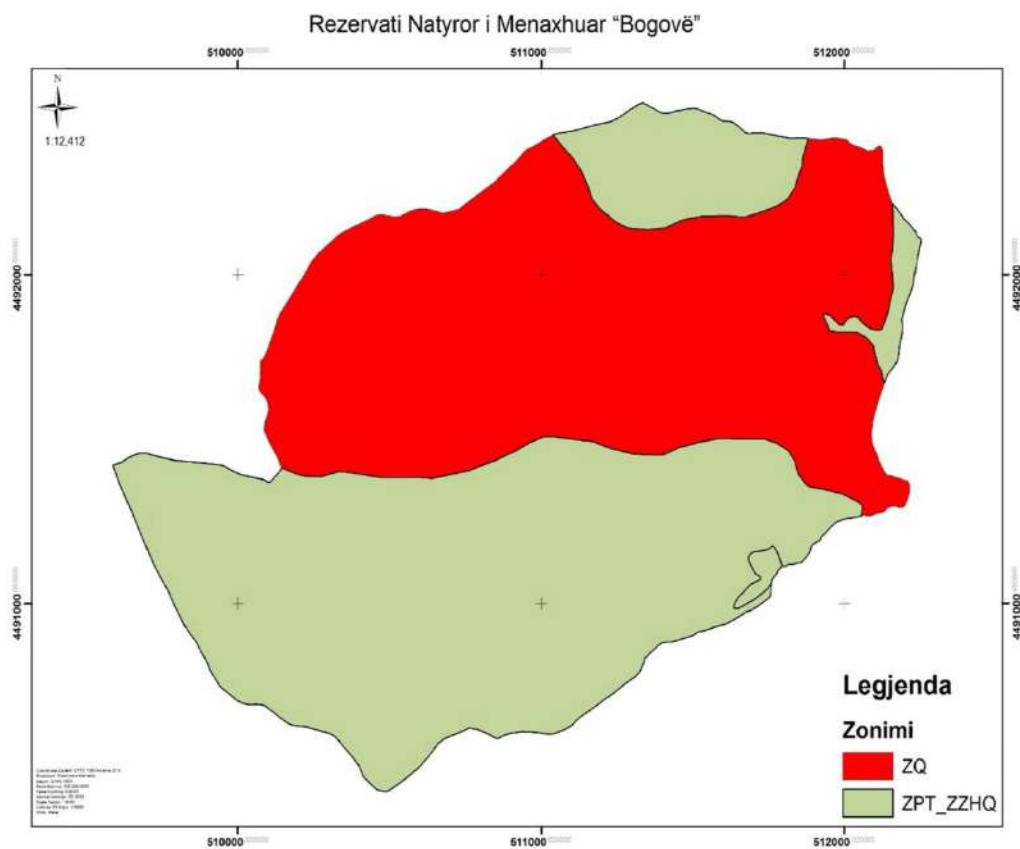 Rezervati Natyror i Menaxhuar “Bogovë”
510000 511000 512000
N
1:12,412
4492000 4492000
4491000 4491000
Legjenda
Zonimi
ZQ
ZPT_ZZHQ
510000 511000 512000